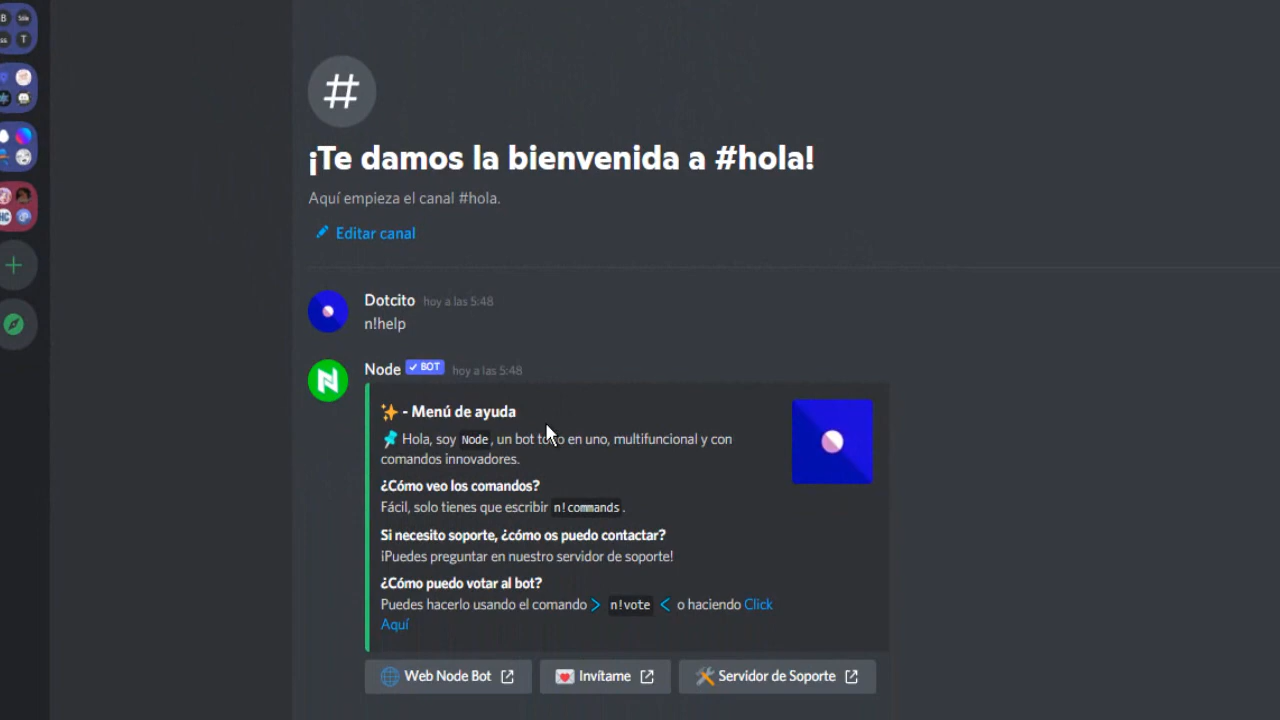 B
ss T
#
¡Te damos la bienvenida a #hola!
Aquí empieza el canal #hola.
Editar canal
Dotcito hoy a las 5:48
n!help
Node ✓ BOT hoy a las 5:48
✨ - Menú de ayuda
📌 Hola, soy Node, un bot todo en uno, multifuncional y con
comandos innovadores.
¿Cómo veo los comandos?
Fácil, solo tienes que escribir n!commands.
Si necesito soporte, ¿cómo os puedo contactar?
¡Puedes preguntar en nuestro servidor de soporte!
¿Cómo puedo votar al bot?
Puedes hacerlo usando el comando > n!vote < o haciendo Click
Aquí
Web Node Bot
Invítame
Servidor de Soporte